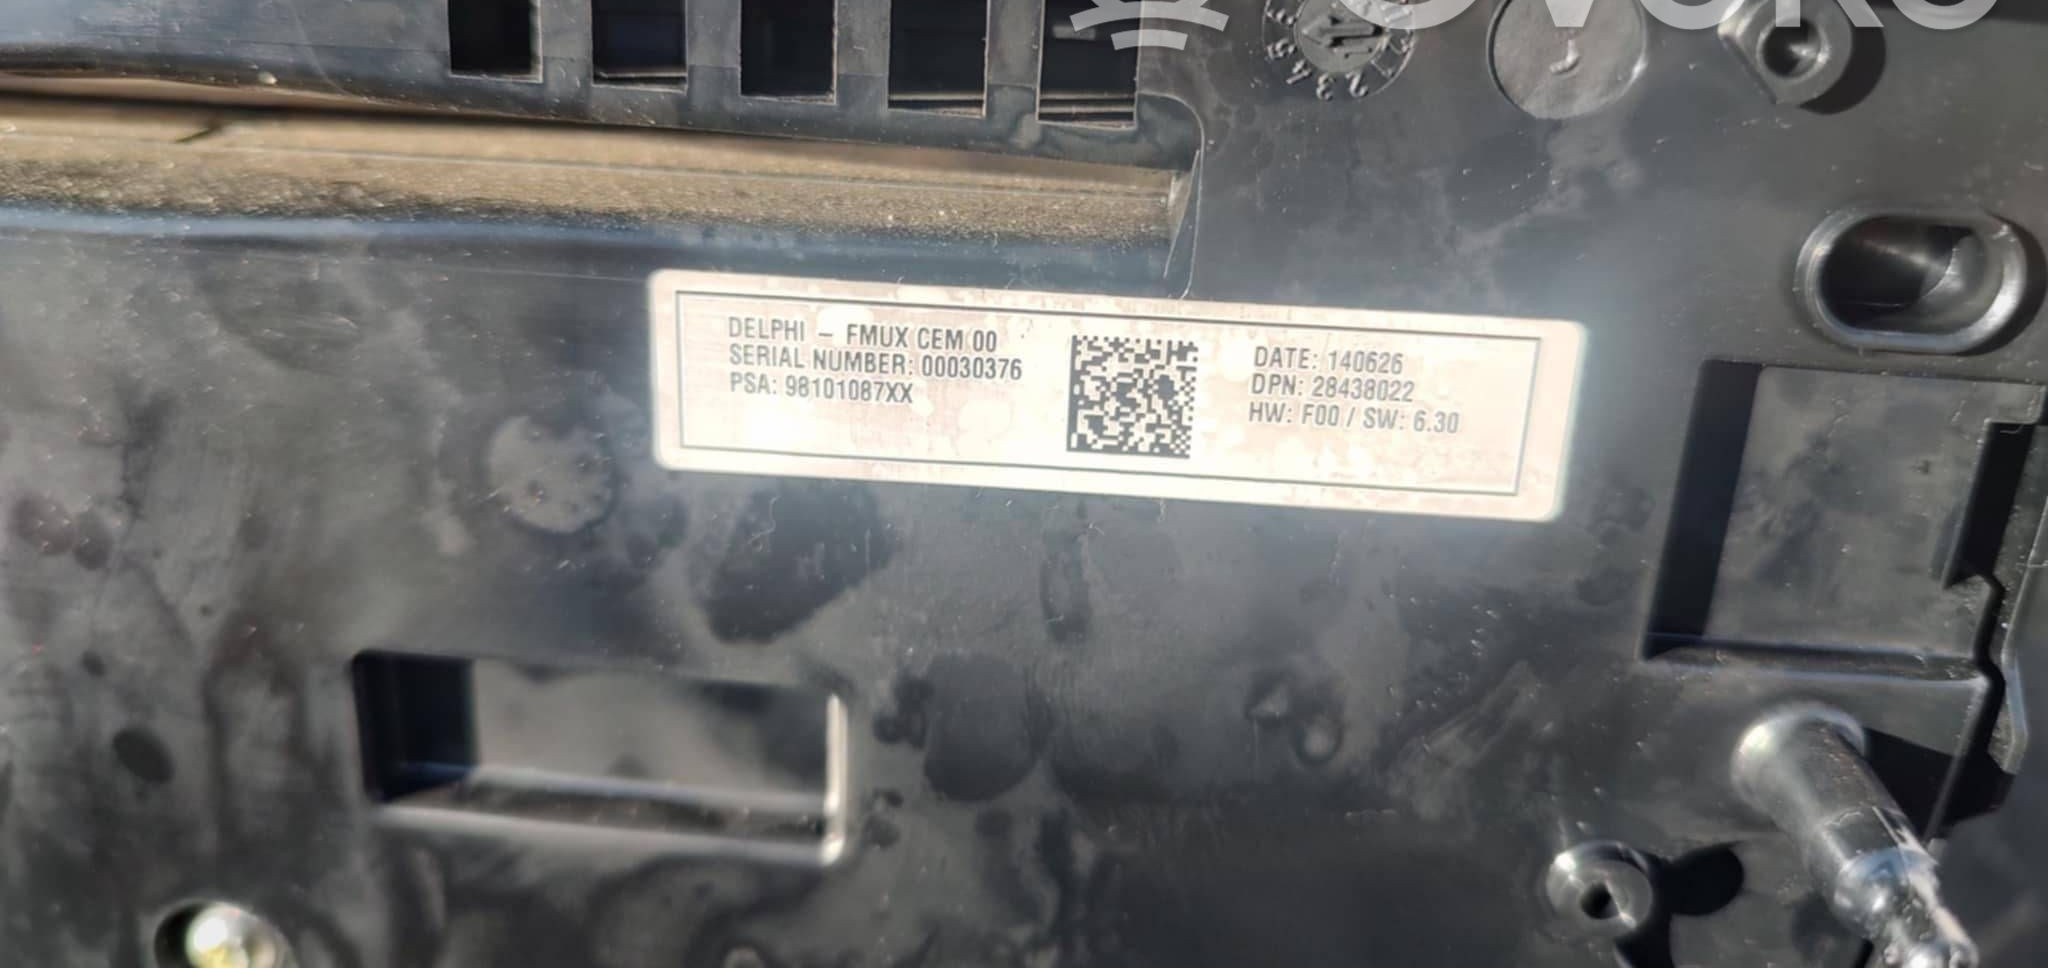 DELPHI - FMUX CEM 00
SERIAL NUMBER: 00030376
PSA: 98101087XX
DATE: 140626
DPN: 28438022
HW: F00 / SW: 6.30